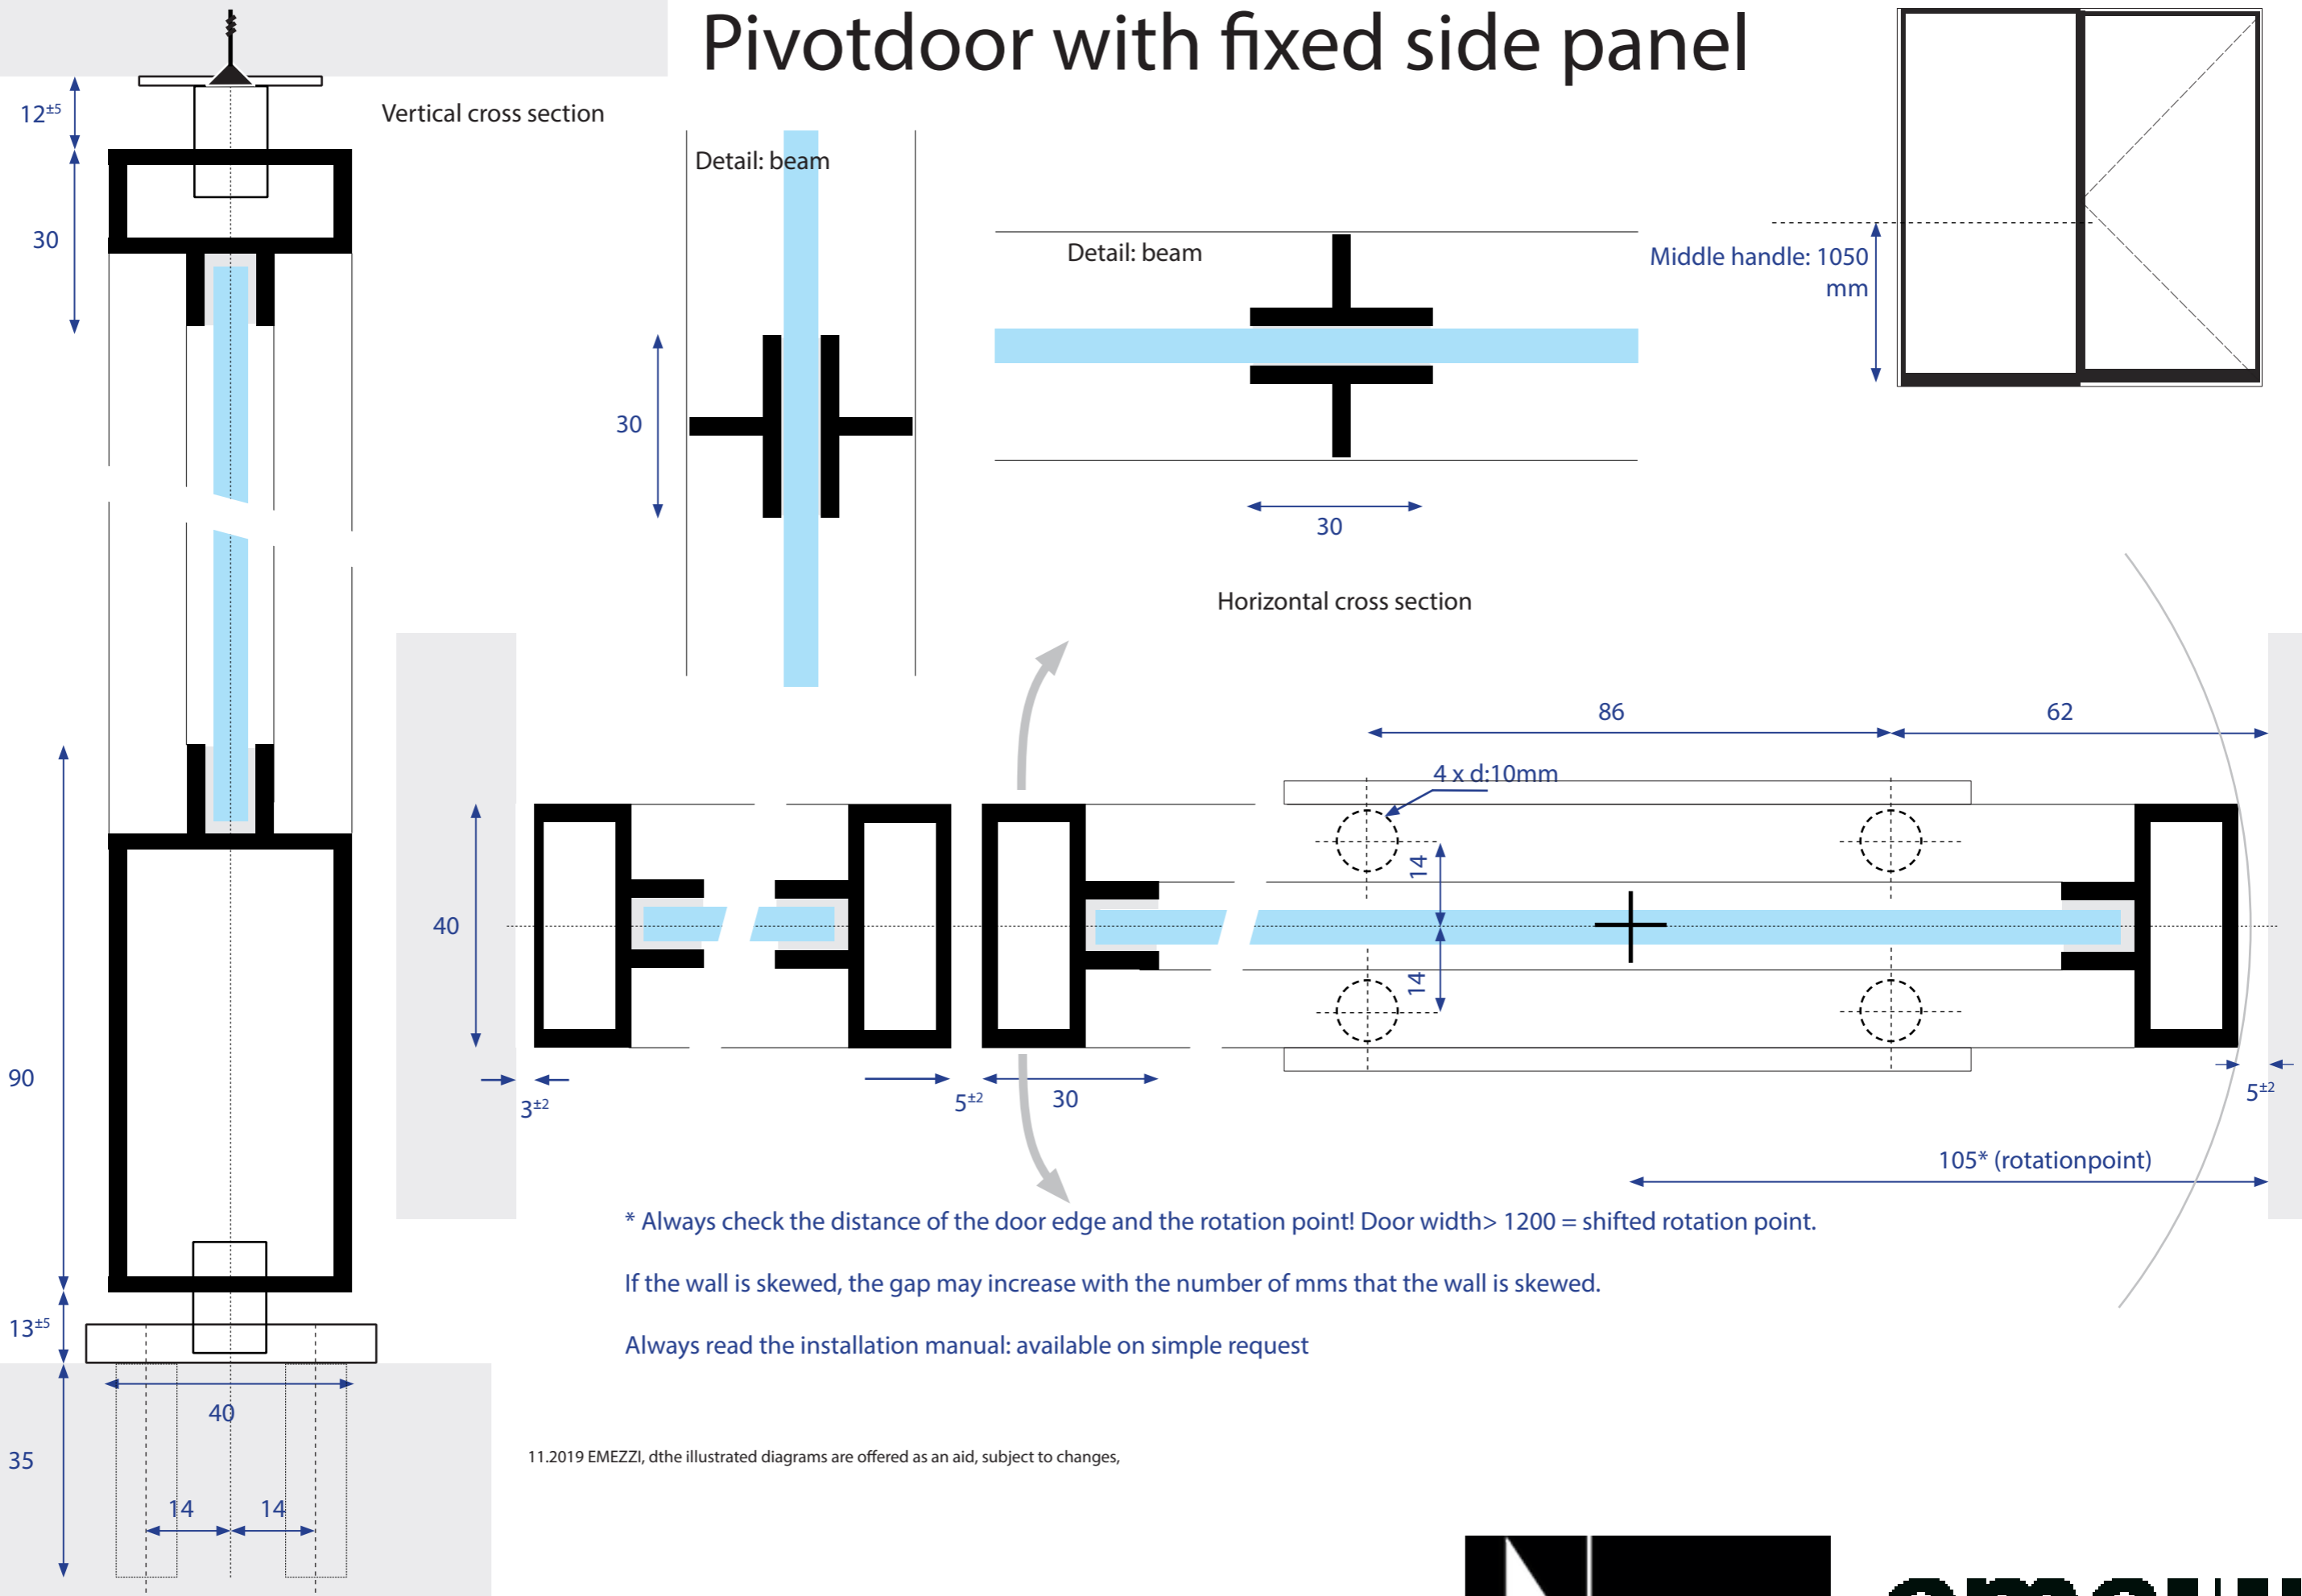 Pivotdoor with fixed side panel
12±5
Vertical cross section
Detail: beam
30
Detail: beam
Middle handle: 1050
mm
30
30
Horizontal cross section
86
62
4 x d:10mm
14
40
14
90
3±2
5±2
30
5±2
105* (rotationpoint)
* Always check the distance of the door edge and the rotation point! Door width> 1200 = shifted rotation point.
If the wall is skewed, the gap may increase with the number of mms that the wall is skewed.
13±5
Always read the installation manual: available on simple request
40
35
11.2019 EMEZZI, dthe illustrated diagrams are offered as an aid, subject to changes,
14
14